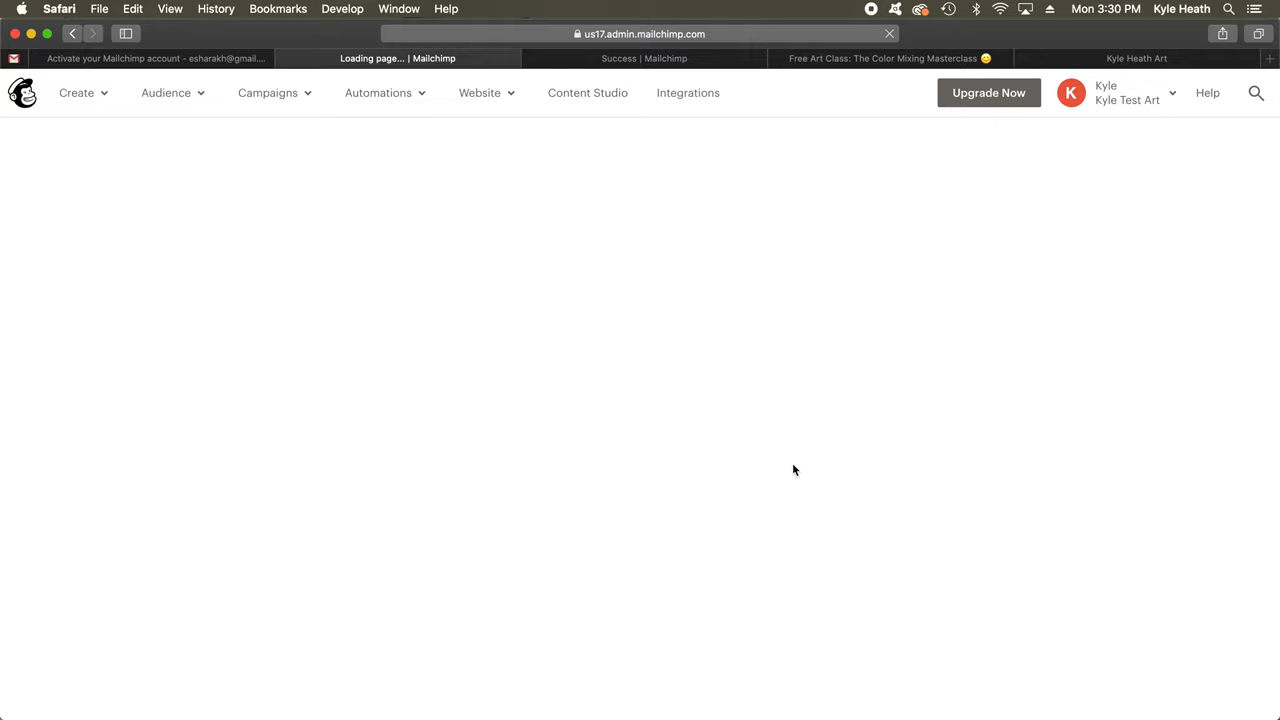 Safari File Edit View History Bookmarks Develop Window Help Mon 3:30 PM Kyle Heath
us17.admin.mailchimp.com
Activate your Mailchimp account - esharakh@gmail.... Loading page... | Mailchimp Success | Mailchimp Free Art Class: The Color Mixing Masterclass 😊 Kyle Heath Art
Create Audience Campaigns Automations Website Content Studio Integrations Upgrade Now K Kyle Help
Kyle Test Art